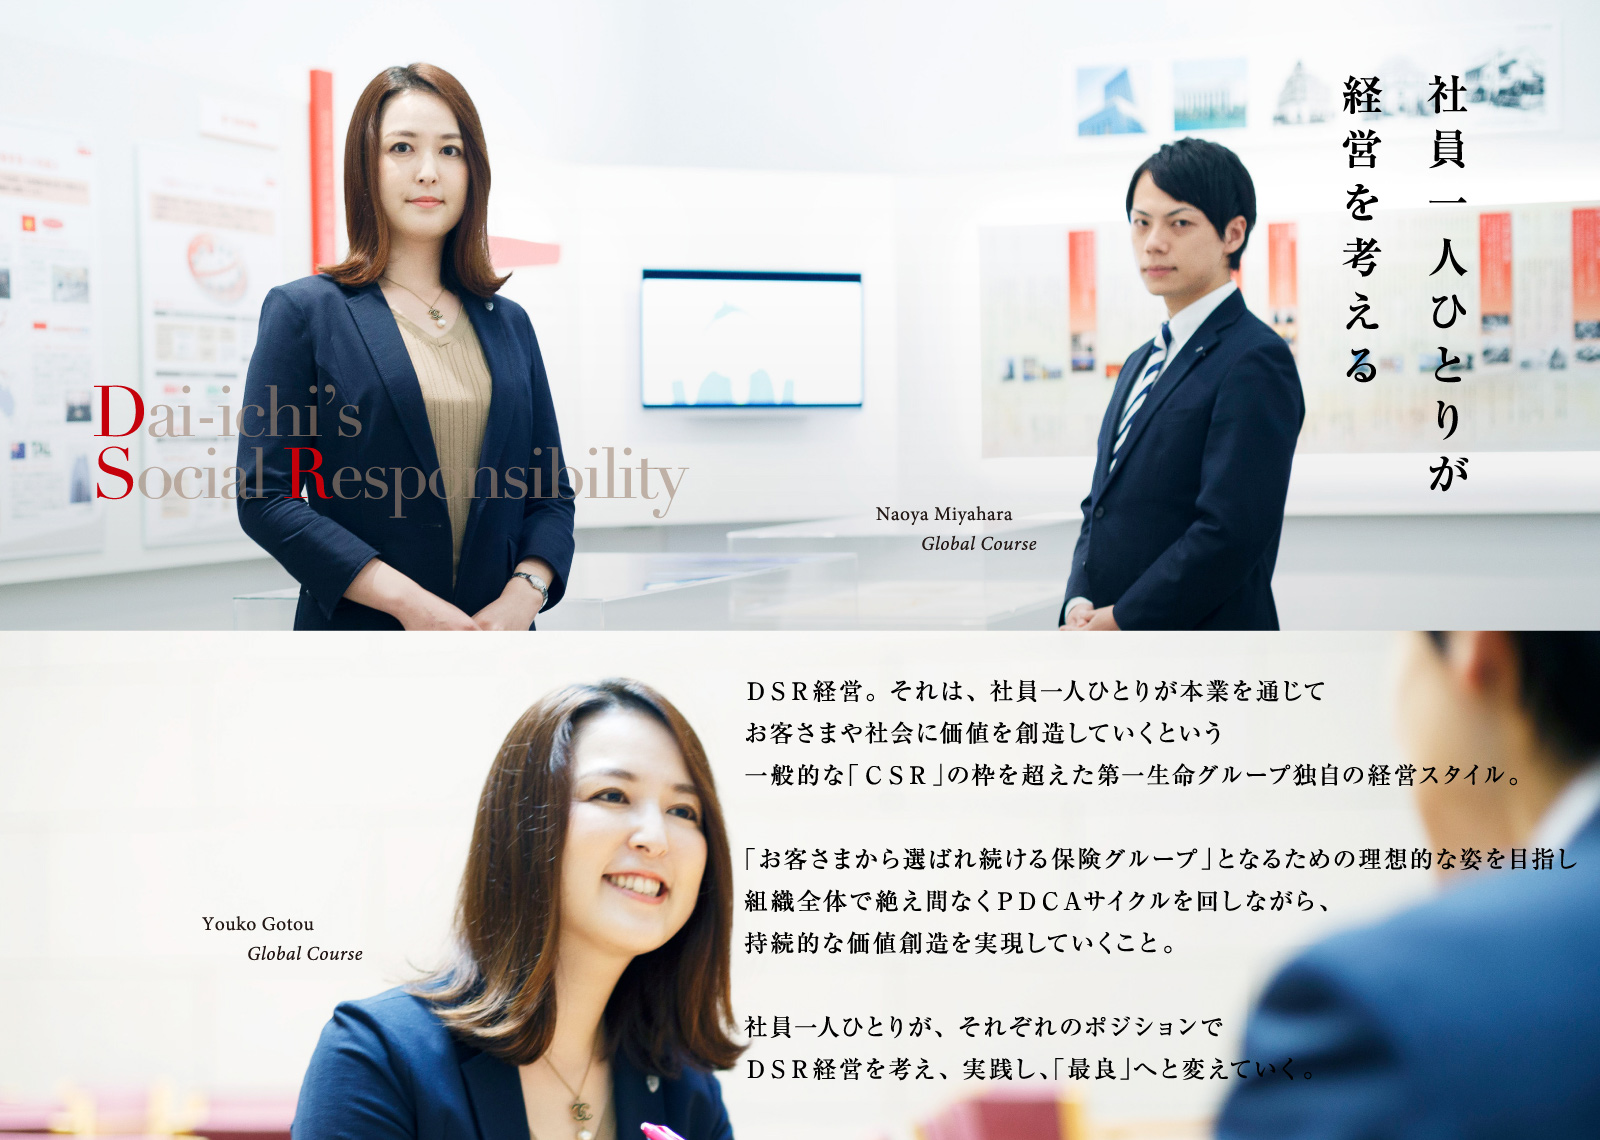 社員一人ひとりが
経営を考える
Dai-ichi's
Social Responsibility
Naoya Miyahara
Global Course
DSR経営。それは、社員一人ひとりが本業を通じて
お客さまや社会に価値を創造していくという
一般的な「CSR」の枠を超えた第一生命グループ独自の経営スタイル。
「お客さまから選ばれ続ける保険グループ」となるための理想的な姿を目指し
組織全体で絶え間なくPDCAサイクルを回しながら、
持続的な価値創造を実現していくこと。
社員一人ひとりが、それぞれのポジションで
DSR経営を考え、実践し、「最良」へと変えていく。
Youko Gotou
Global Course